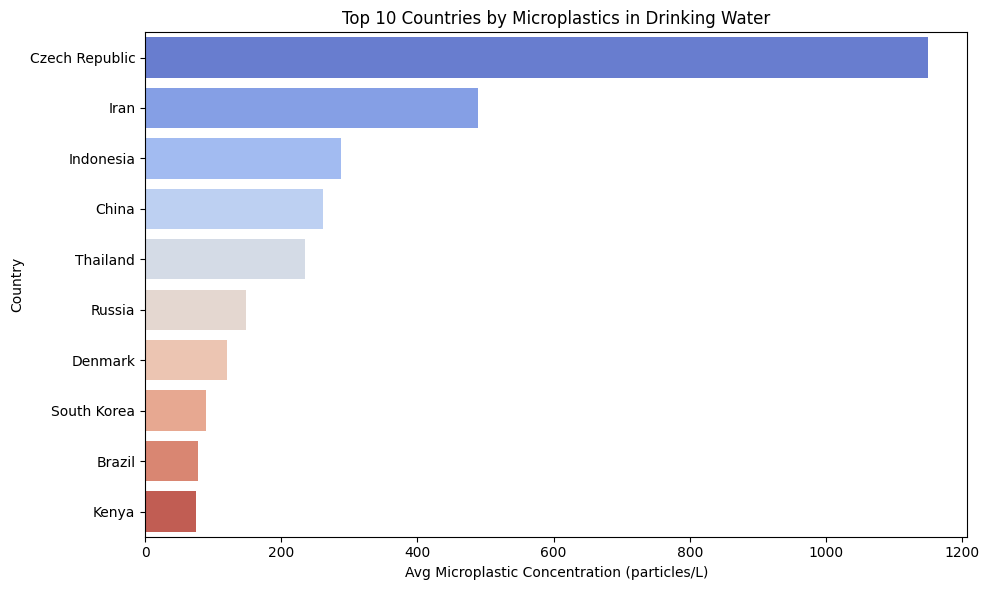 Top 10 Countries by Microplastics in Drinking Water
Country
Czech Republic
Iran
Indonesia
China
Thailand
Russia
Denmark
South Korea
Brazil
Kenya
0 200 400 600 800 1000 1200
Avg Microplastic Concentration (particles/L)